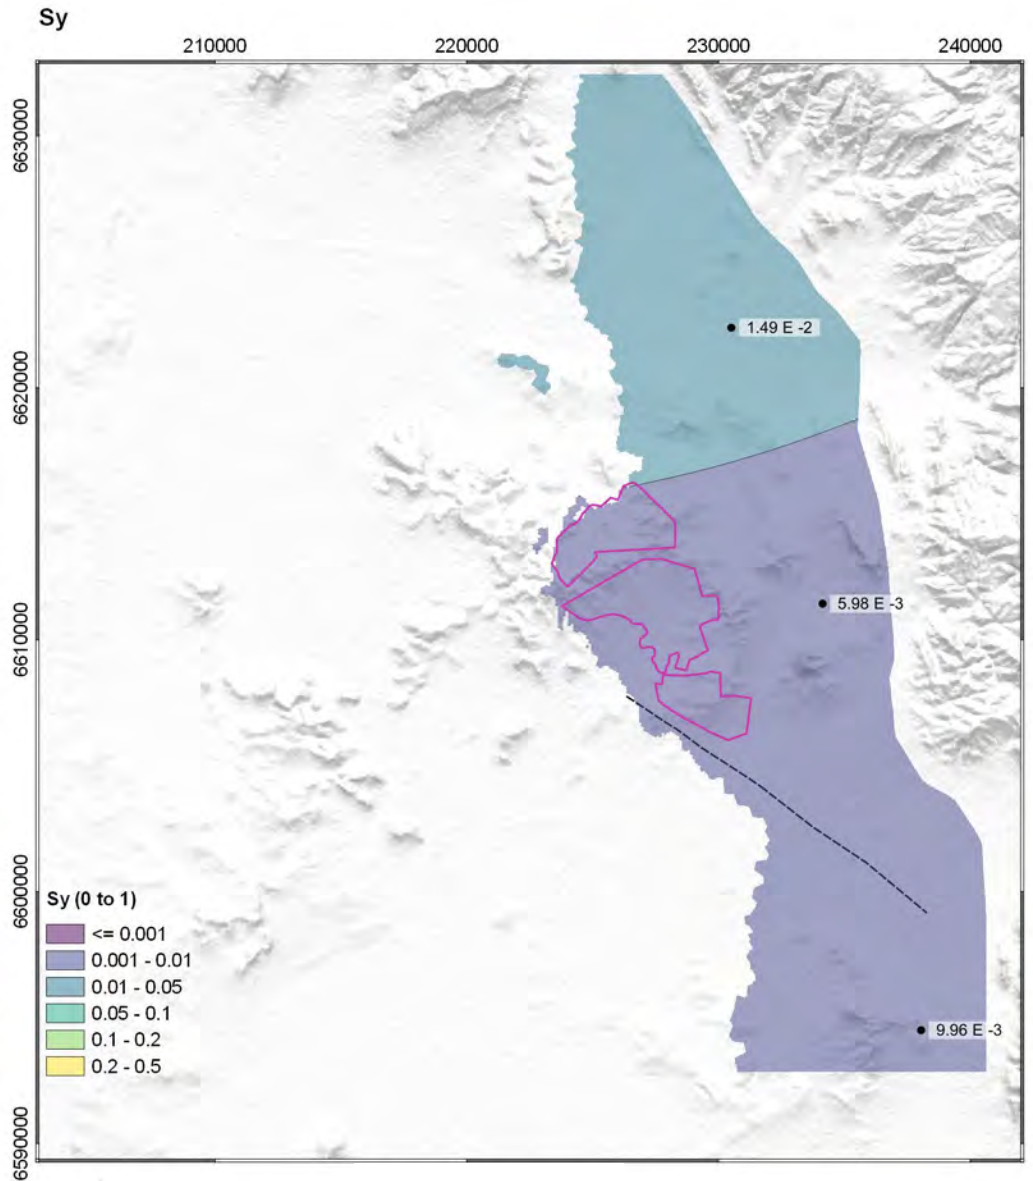 Sy
210000 220000 230000 240000
6630000
6620000
6610000
6600000
6590000
1.49 E -2
5.98 E -3
9.96 E -3
Sy (0 to 1)
<= 0.001
0.001 - 0.01
0.01 - 0.05
0.05 - 0.1
0.1 - 0.2
0.2 - 0.5